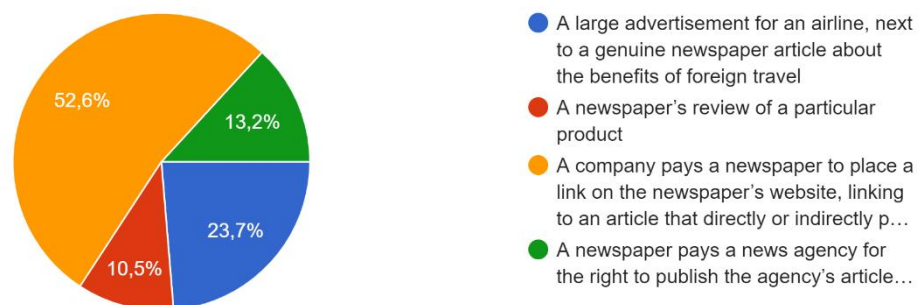 52,6%
13,2%
23,7%
10,5%
A large advertisement for an airline, next
to a genuine newspaper article about
the benefits of foreign travel
A newspaper’s review of a particular
product
A company pays a newspaper to place a
link on the newspaper’s website, linking
to an article that directly or indirectly p…
A newspaper pays a news agency for
the right to publish the agency’s article…